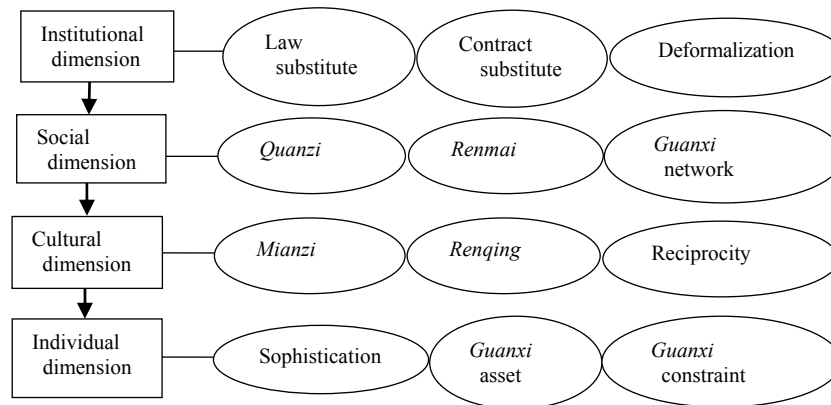 Institutional
dimension
Law
substitute
Contract
substitute
Deformalization
Social
dimension
Quanzi
Renmai
Guanxi
network
Cultural
dimension
Mianzi
Renqing
Reciprocity
Individual
dimension
Sophistication
Guanxi
asset
Guanxi
constraint